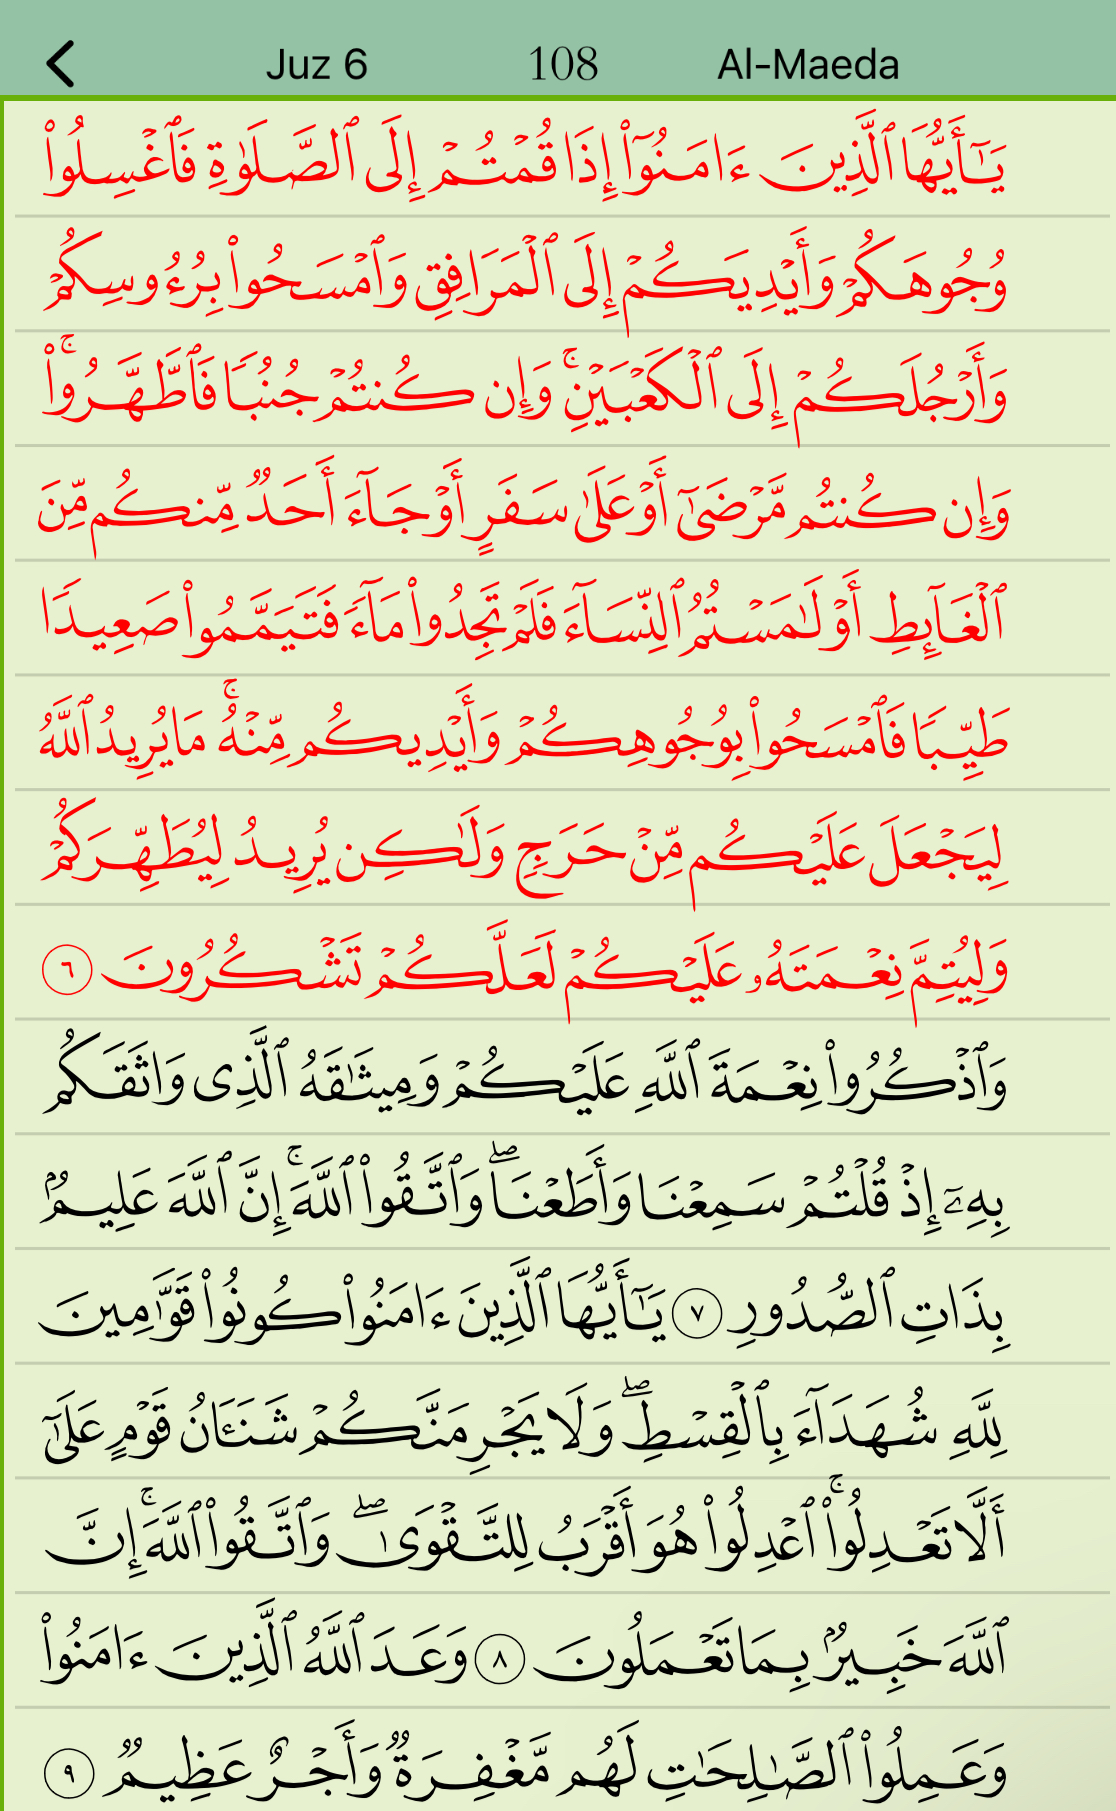 Juz 6 108 Al-Maeda
يَـٰٓأَيُّهَا ٱلَّذِينَ ءَامَنُوٓا۟ إِذَا قُمْتُمْ إِلَى ٱلصَّلَوٰةِ فَٱغْسِلُوا۟
وُجُوهَكُمْ وَأَيْدِيَكُمْ إِلَى ٱلْمَرَافِقِ وَٱمْسَحُوا۟ بِرُءُوسِكُمْ
وَأَرْجُلَكُمْ إِلَى ٱلْكَعْبَيْنِ ۚ وَإِن كُنتُمْ جُنُبًا فَٱطَّهَّرُوا۟ ۚ
وَإِن كُنتُم مَّرْضَىٰٓ أَوْ عَلَىٰ سَفَرٍ أَوْ جَآءَ أَحَدٌ مِّنكُم مِّنَ
ٱلْغَآئِطِ أَوْ لَـٰمَسْتُمُ ٱلنِّسَآءَ فَلَمْ تَجِدُوا۟ مَآءً فَتَيَمَّمُوا۟ صَعِيدًا
طَيِّبًا فَٱمْسَحُوا۟ بِوُجُوهِكُمْ وَأَيْدِيكُم مِّنْهُ ۚ مَا يُرِيدُ ٱللَّهُ
لِيَجْعَلَ عَلَيْكُم مِّنْ حَرَجٍ وَلَـٰكِن يُرِيدُ لِيُطَهِّرَكُمْ
وَلِيُتِمَّ نِعْمَتَهُۥ عَلَيْكُمْ لَعَلَّكُمْ تَشْكُرُونَ ٦
وَٱذْكُرُوا۟ نِعْمَةَ ٱللَّهِ عَلَيْكُمْ وَمِيثَـٰقَهُ ٱلَّذِى وَاثَقَكُم
بِهِۦٓ إِذْ قُلْتُمْ سَمِعْنَا وَأَطَعْنَا ۖ وَٱتَّقُوا۟ ٱللَّهَ ۚ إِنَّ ٱللَّهَ عَلِيمٌۢ
بِذَاتِ ٱلصُّدُورِ ٧ يَـٰٓأَيُّهَا ٱلَّذِينَ ءَامَنُوا۟ كُونُوا۟ قَوَّٰمِينَ
لِلَّهِ شُهَدَآءَ بِٱلْقِسْطِ ۖ وَلَا يَجْرِمَنَّكُمْ شَنَـَٔانُ قَوْمٍ عَلَىٰٓ
أَلَّا تَعْدِلُوا۟ ۚ ٱعْدِلُوا۟ هُوَ أَقْرَبُ لِلتَّقْوَىٰ ۖ وَٱتَّقُوا۟ ٱللَّهَ ۚ إِنَّ
ٱللَّهَ خَبِيرٌۢ بِمَا تَعْمَلُونَ ٨ وَعَدَ ٱللَّهُ ٱلَّذِينَ ءَامَنُوا۟
وَعَمِلُوا۟ ٱلصَّـٰلِحَـٰتِ لَهُم مَّغْفِرَةٌ وَأَجْرٌ عَظِيمٌ ٩